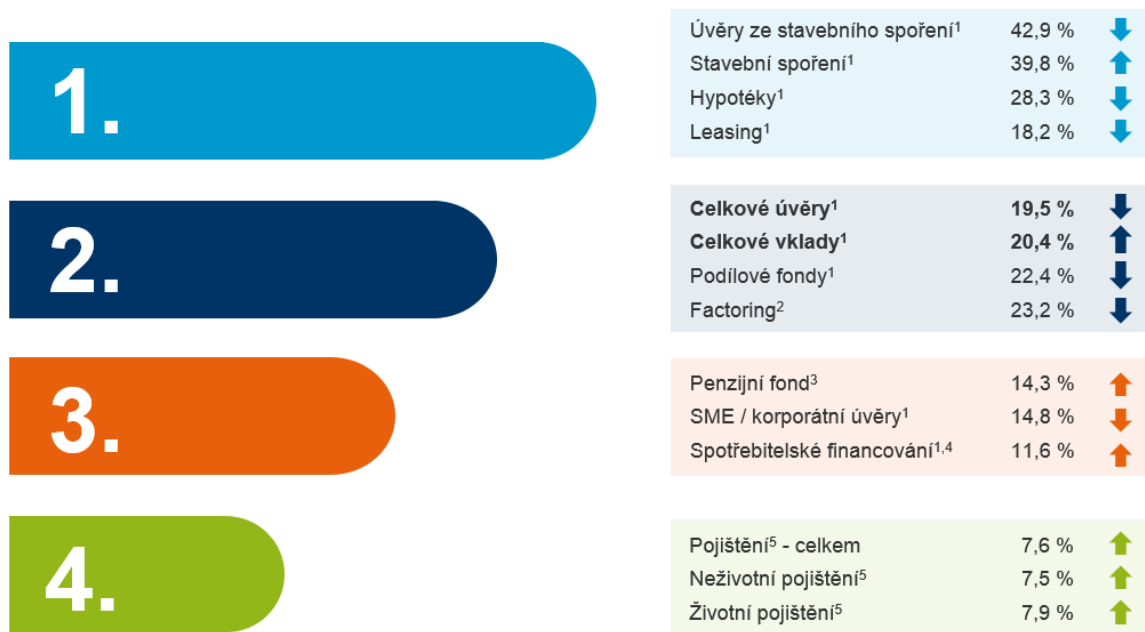 1.
Úvěry ze stavebního spoření¹ 42,9 %
Stavební spoření¹ 39,8 %
Hypotéky¹ 28,3 %
Leasing¹ 18,2 %
2.
Celkové úvěry¹ 19,5 %
Celkové vklady¹ 20,4 %
Podílové fondy¹ 22,4 %
Factoring² 23,2 %
3.
Penzijní fond³ 14,3 %
SME / korporátní úvěry¹ 14,8 %
Spotřebitelské financování¹,⁴ 11,6 %
4.
Pojištění⁵ - celkem 7,6 %
Neživotní pojištění⁵ 7,5 %
Životní pojištění⁵ 7,9 %